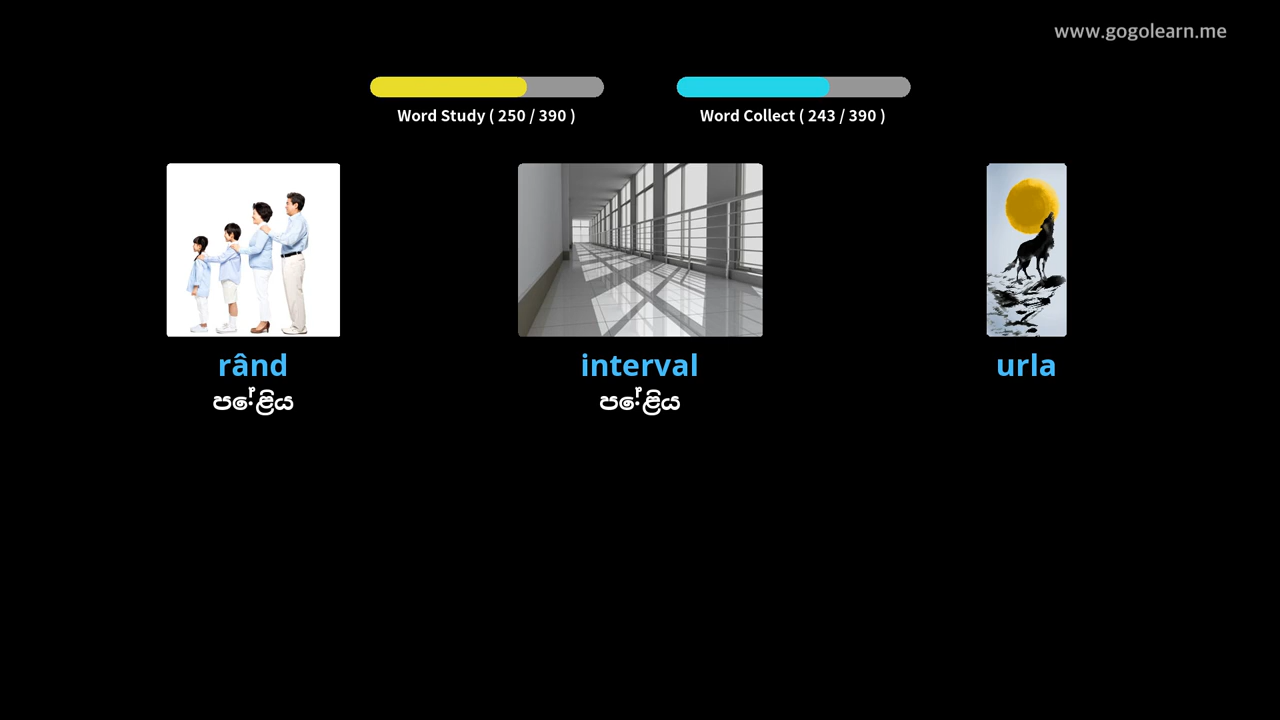 www.gogolearn.me
Word Study ( 250 / 390 )
Word Collect ( 243 / 390 )
rând
interval
urla
පේළිය
පේළිය